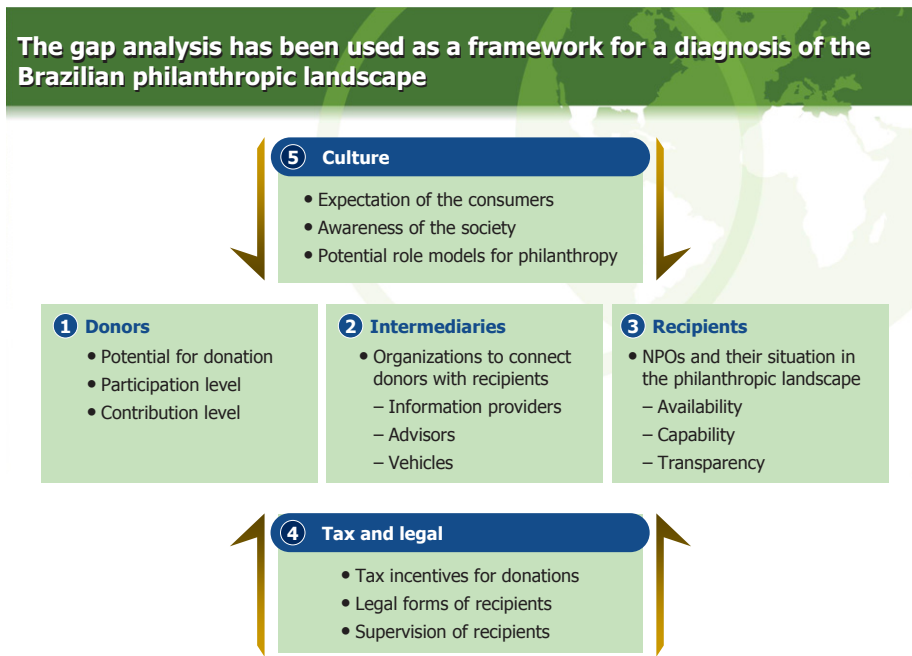 The gap analysis has been used as a framework for a diagnosis of the
Brazilian philanthropic landscape
5 Culture
• Expectation of the consumers
• Awareness of the society
• Potential role models for philanthropy
1 Donors
• Potential for donation
• Participation level
• Contribution level
2 Intermediaries
• Organizations to connect
donors with recipients
– Information providers
– Advisors
– Vehicles
3 Recipients
• NPOs and their situation in
the philanthropic landscape
– Availability
– Capability
– Transparency
4 Tax and legal
• Tax incentives for donations
• Legal forms of recipients
• Supervision of recipients